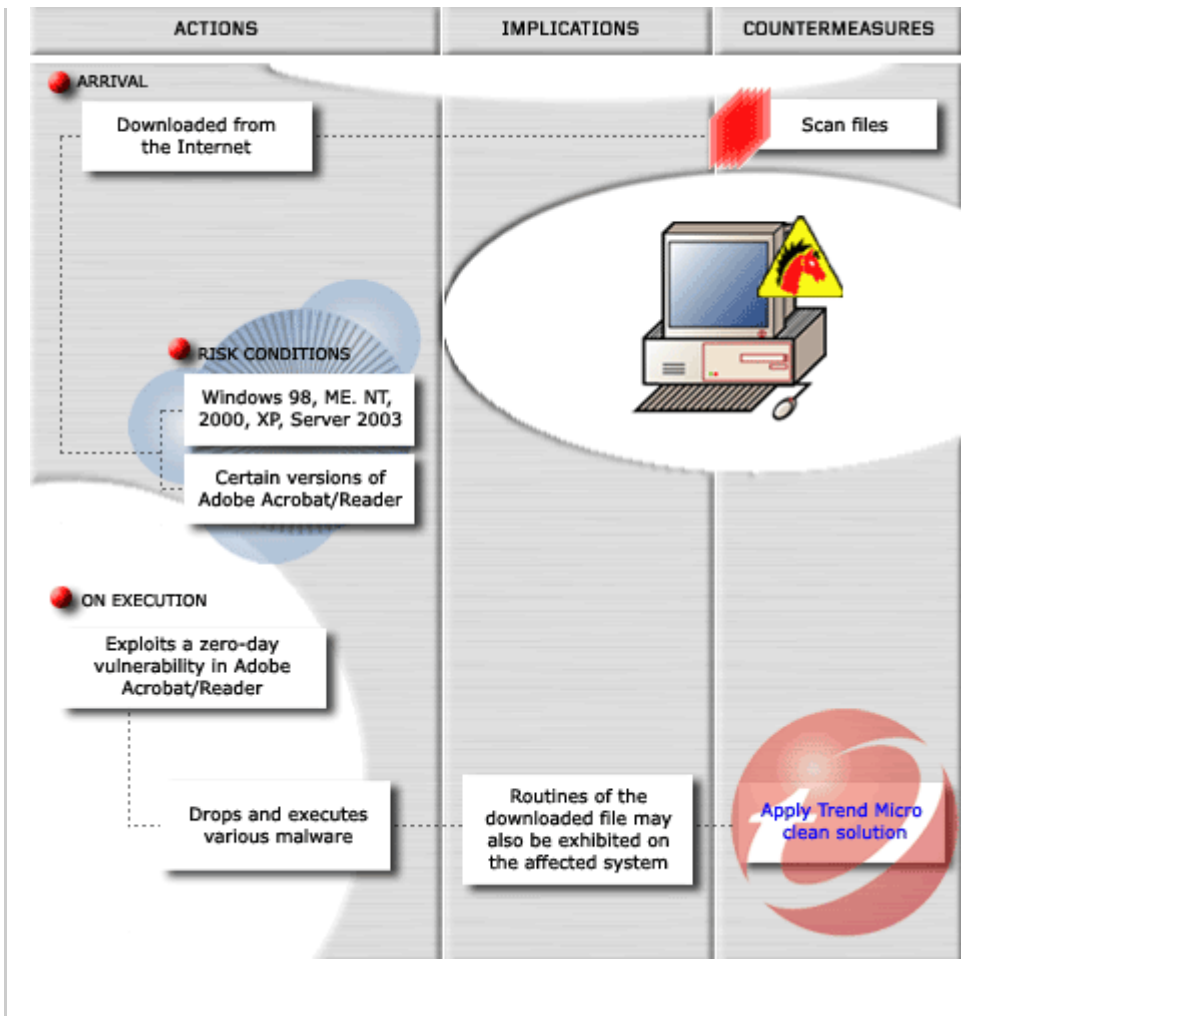 ACTIONS
IMPLICATIONS
COUNTERMEASURES
ARRIVAL
Downloaded from
the Internet
Scan files
RISK CONDITIONS
Windows 98, ME. NT,
2000, XP, Server 2003
Certain versions of
Adobe Acrobat/Reader
ON EXECUTION
Exploits a zero-day
vulnerability in Adobe
Acrobat/Reader
Drops and executes
various malware
Routines of the
downloaded file may
also be exhibited on
the affected system
Apply Trend Micro
clean solution